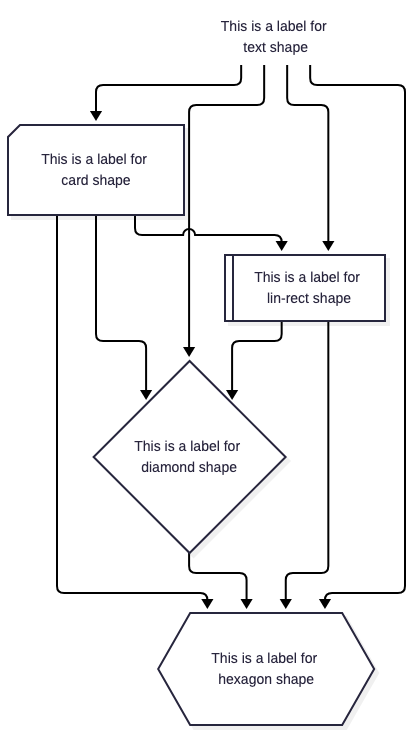 This is a label for
text shape
This is a label for
card shape
This is a label for
lin-rect shape
This is a label for
diamond shape
This is a label for
hexagon shape